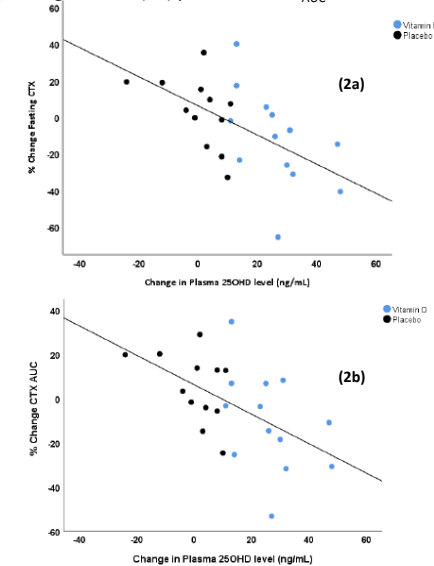 AUC
60
Vitamin
Placebo
40
(2a)
20
0
-20
-40
-60
% Change Fasting CTX
-40 -20 0 20 40 60
Change in Plasma 25OHD level (ng/mL)
40
Vitamin D
Placebo
20
(2b)
0
-20
-40
-60
% Change CTX AUC
-40 -20 0 20 40 60
Change in Plasma 25OHD level (ng/mL)